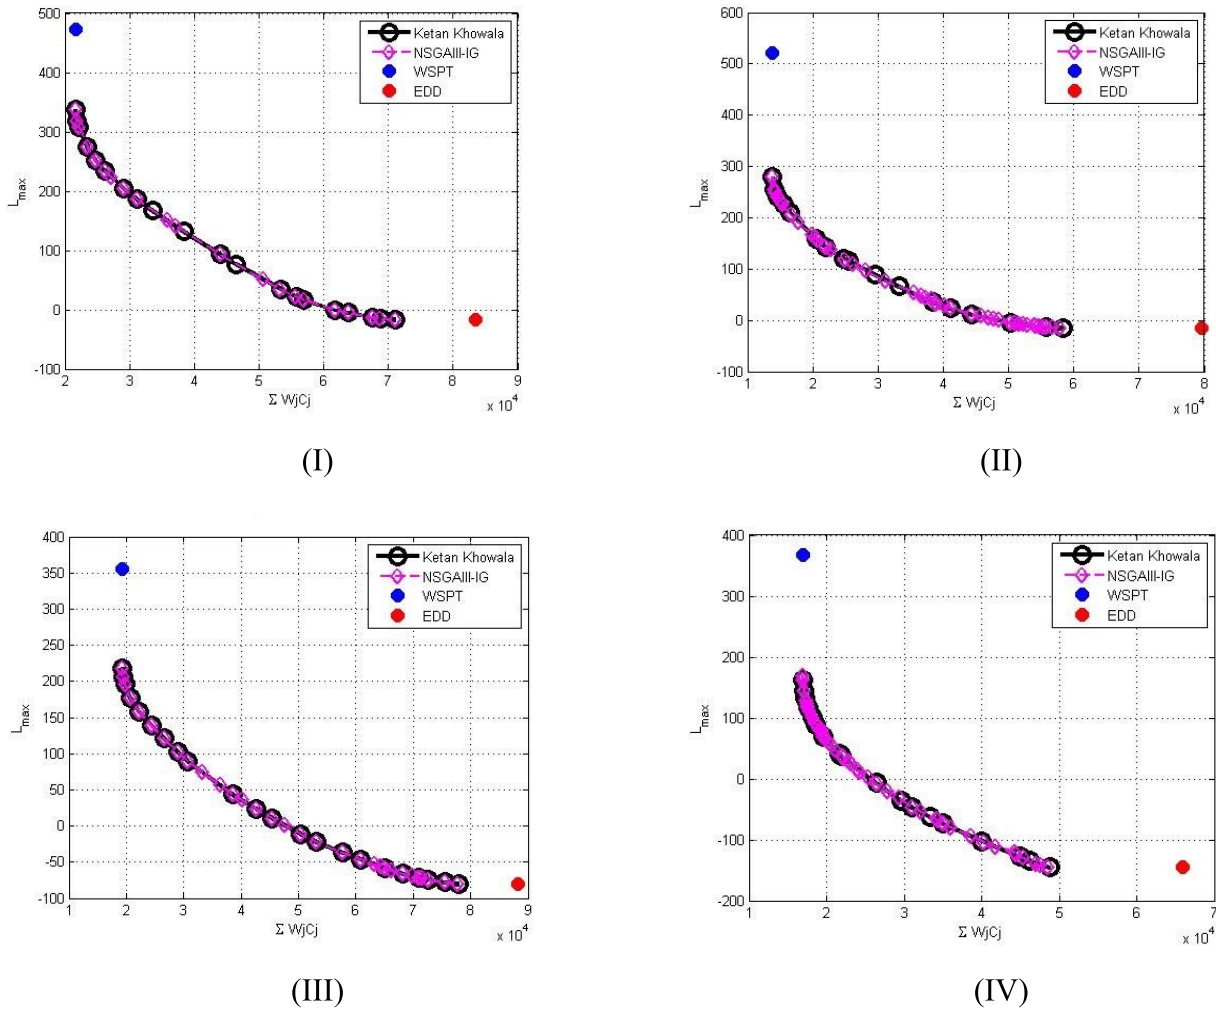 500
400
300
200
100
0
-100
L max
2 3 4 5 6 7 8 9
x 10^4
Σ WjCj
Ketan Khowala
NSGAIII-IG
WSPT
EDD
(I)
600
500
400
300
200
100
0
-100
L max
1 2 3 4 5 6 7 8
x 10^4
Σ WjCj
Ketan Khowala
NSGAIII-IG
WSPT
EDD
(II)
400
350
300
250
200
150
100
50
0
-50
-100
L max
1 2 3 4 5 6 7 8 9
x 10^4
Σ WjCj
Ketan Khowala
NSGAIII-IG
WSPT
EDD
(III)
400
300
200
100
0
-100
-200
L max
1 2 3 4 5 6 7
x 10^4
Σ WjCj
Ketan Khowala
NSGAIII-IG
WSPT
EDD
(IV)